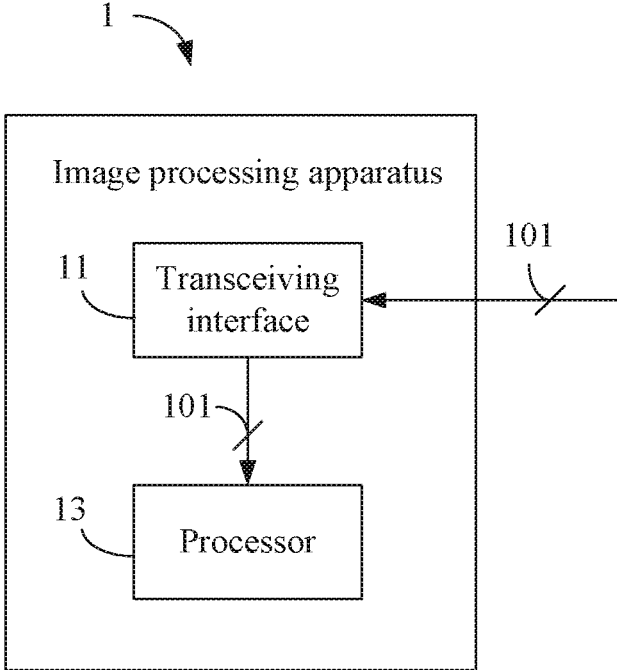 1
Image processing apparatus
101
11
Transceiving
interface
101
13
Processor